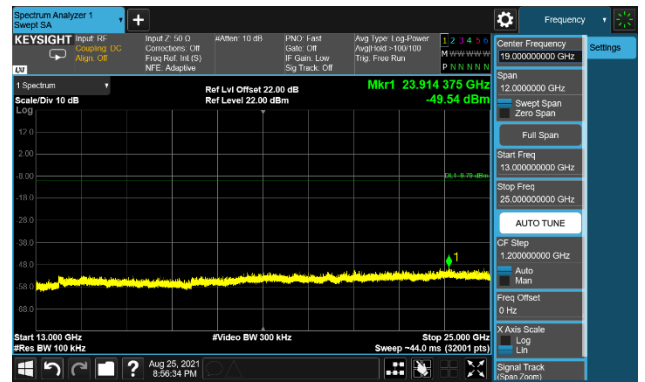 Spectrum Analyzer 1
Swept SA
Frequency
KEYSIGHT
Input: RF
Coupling: DC
Align: Off
Input Z: 50 Ω
Corrections: Off
Freq Ref: Int (S)
NFE: Adaptive
#Atten: 10 dB
PNO: Fast
Gate: Off
IF Gain: Low
Sig Track: Off
Avg Type: Log-Power
Avg|Hold >100/100
Trig: Free Run
1 2 3 4 5 6
M W W W W W
P N N N N N
LXI
1 Spectrum
Scale/Div 10 dB
Log
Ref Lvl Offset 22.00 dB
Ref Level 22.00 dBm
Mkr1 23.914 375 GHz
-49.54 dBm
12.0
2.00
-8.00
-18.0
-28.0
-38.0
-48.0
-58.0
-68.0
1
Start 13.000 GHz
#Res BW 100 kHz
#Video BW 300 kHz
Stop 25.000 GHz
Sweep ~44.0 ms (32001 pts)
Center Frequency
19.000000000 GHz
Span
12.0000000 GHz
Swept Span
Zero Span
Full Span
Start Freq
13.000000000 GHz
Stop Freq
25.000000000 GHz
AUTO TUNE
CF Step
1.200000000 GHz
Auto
Man
Freq Offset
0 Hz
X Axis Scale
Log
Lin
Signal Track
(Span Zoom)
Settings
?
Aug 25, 2021
8:56:34 PM